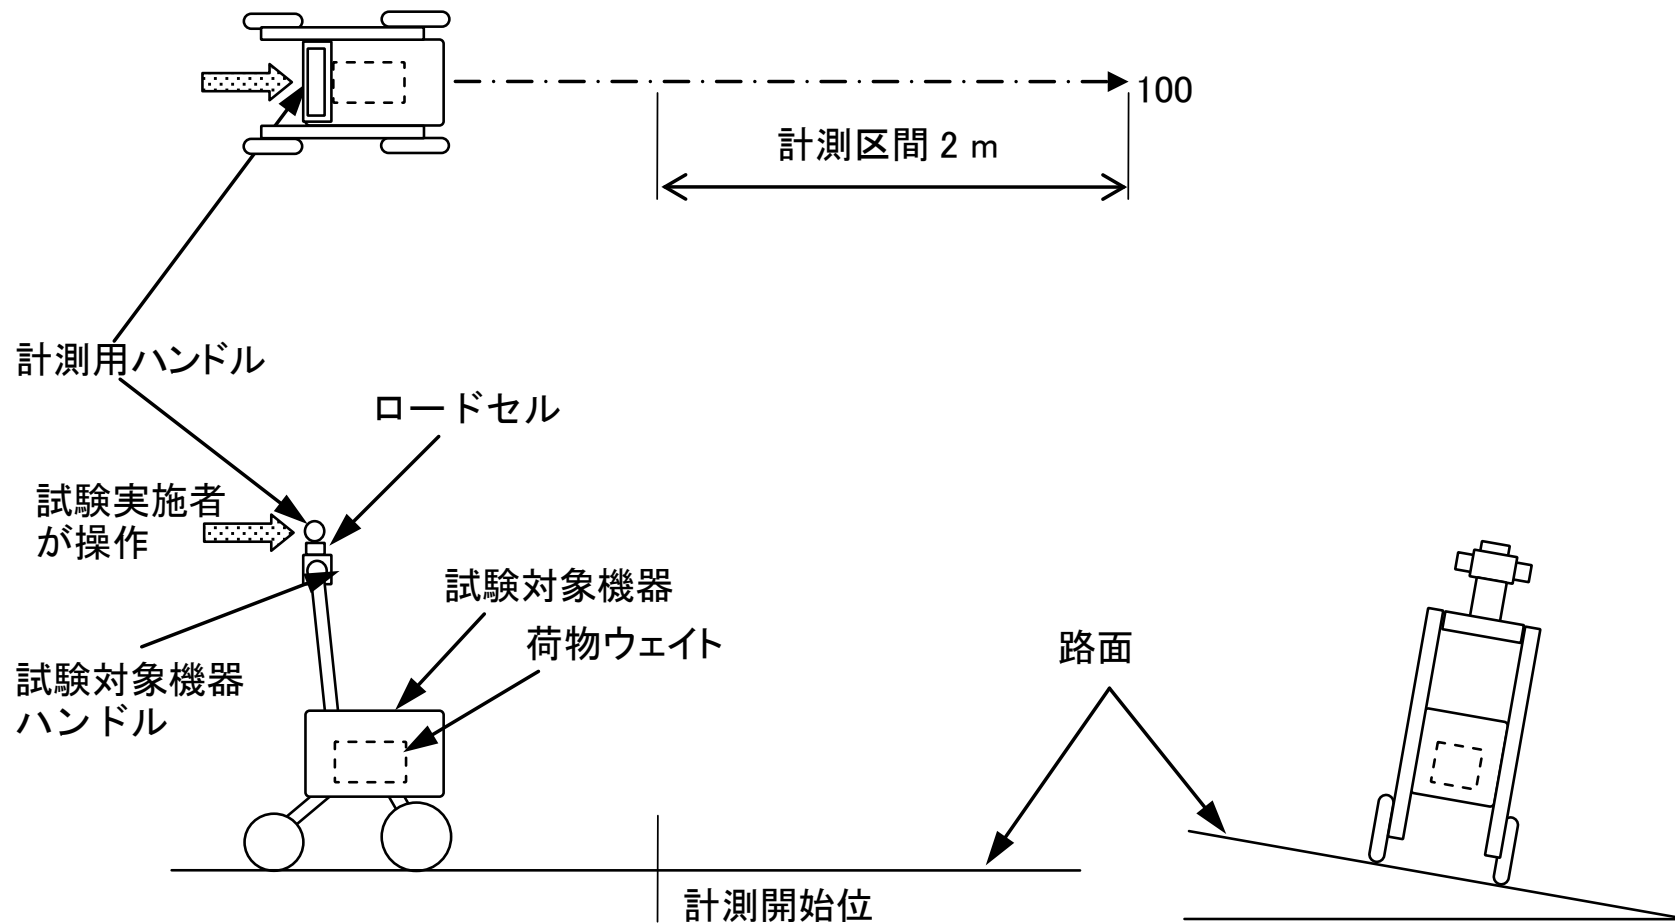 100
計測区間 2 m
計測用ハンドル
ロードセル
試験実施者
が操作
試験対象機器
荷物ウェイト
路面
試験対象機器
ハンドル
計測開始位